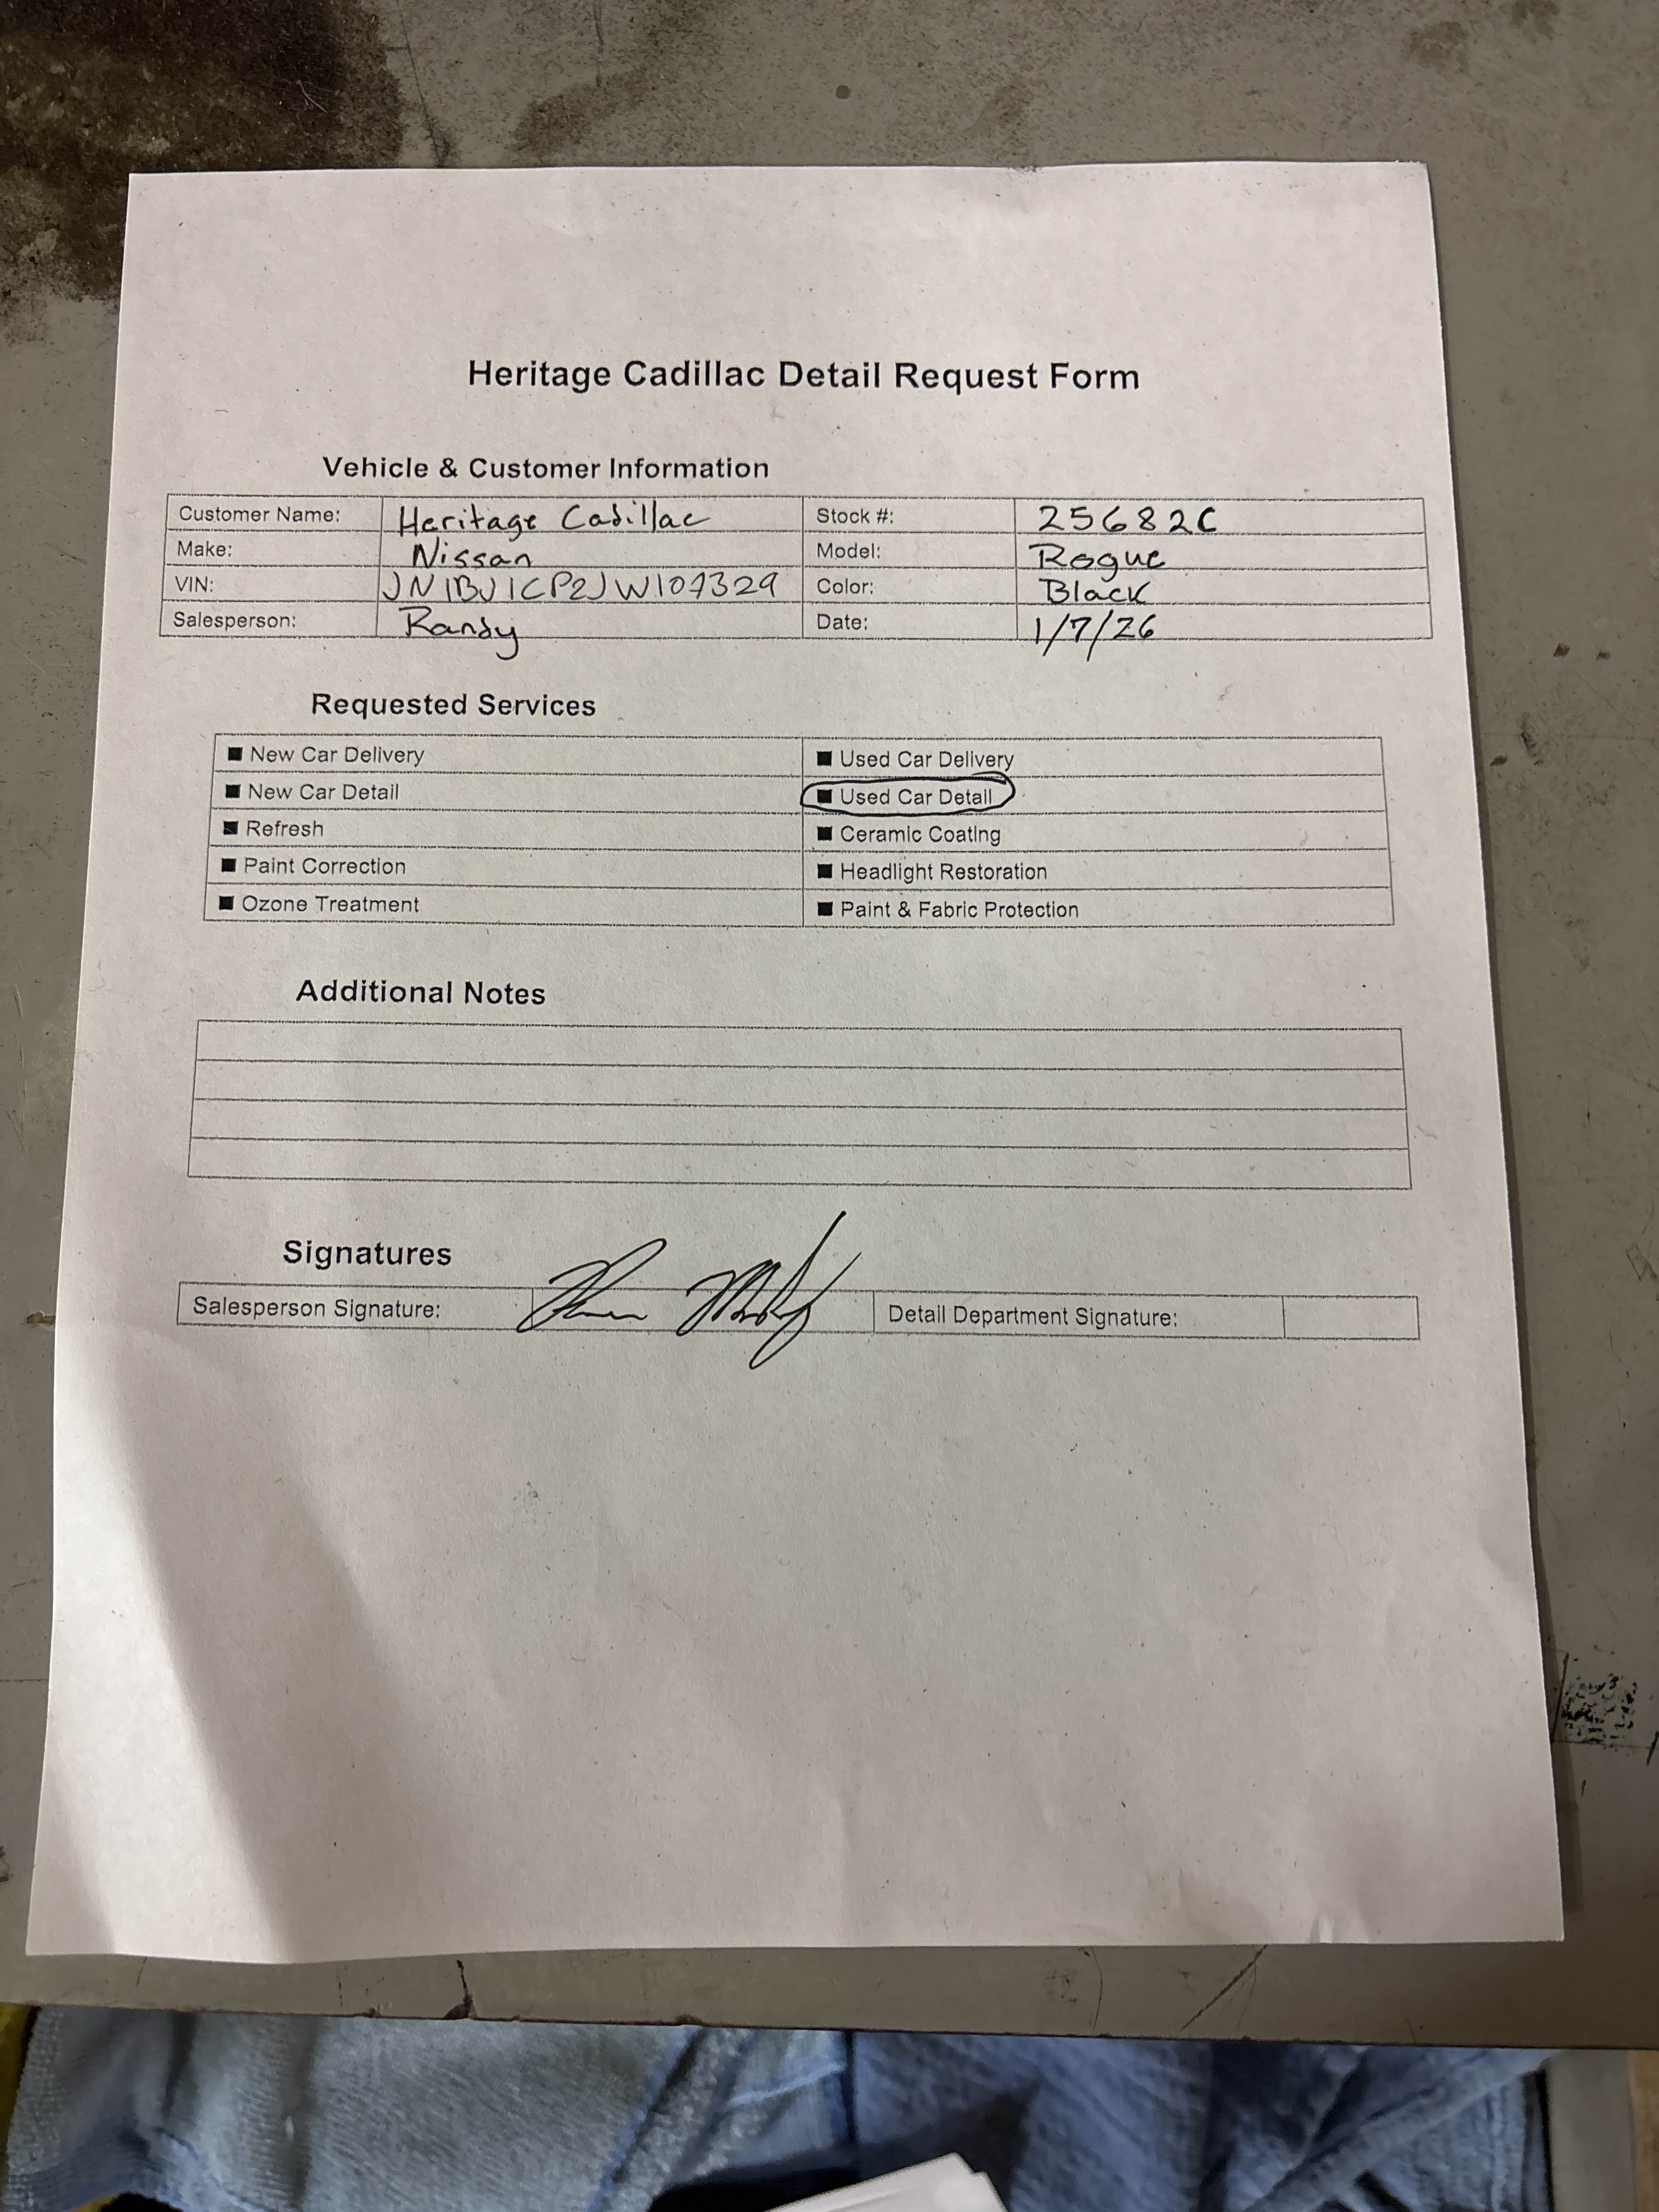 Heritage Cadillac Detail Request Form
Vehicle & Customer Information
Customer Name: Heritage Cadillac Stock #: 25682C
Make: Nissan Model: Rogue
VIN: JN1BJ1CP2JW107329 Color: Black
Salesperson: Randy Date: 1/7/26
Requested Services
■ New Car Delivery ■ Used Car Delivery
■ New Car Detail ■ Used Car Detail
■ Refresh ■ Ceramic Coating
■ Paint Correction ■ Headlight Restoration
■ Ozone Treatment ■ Paint & Fabric Protection
Additional Notes
Signatures
Salesperson Signature: Detail Department Signature: